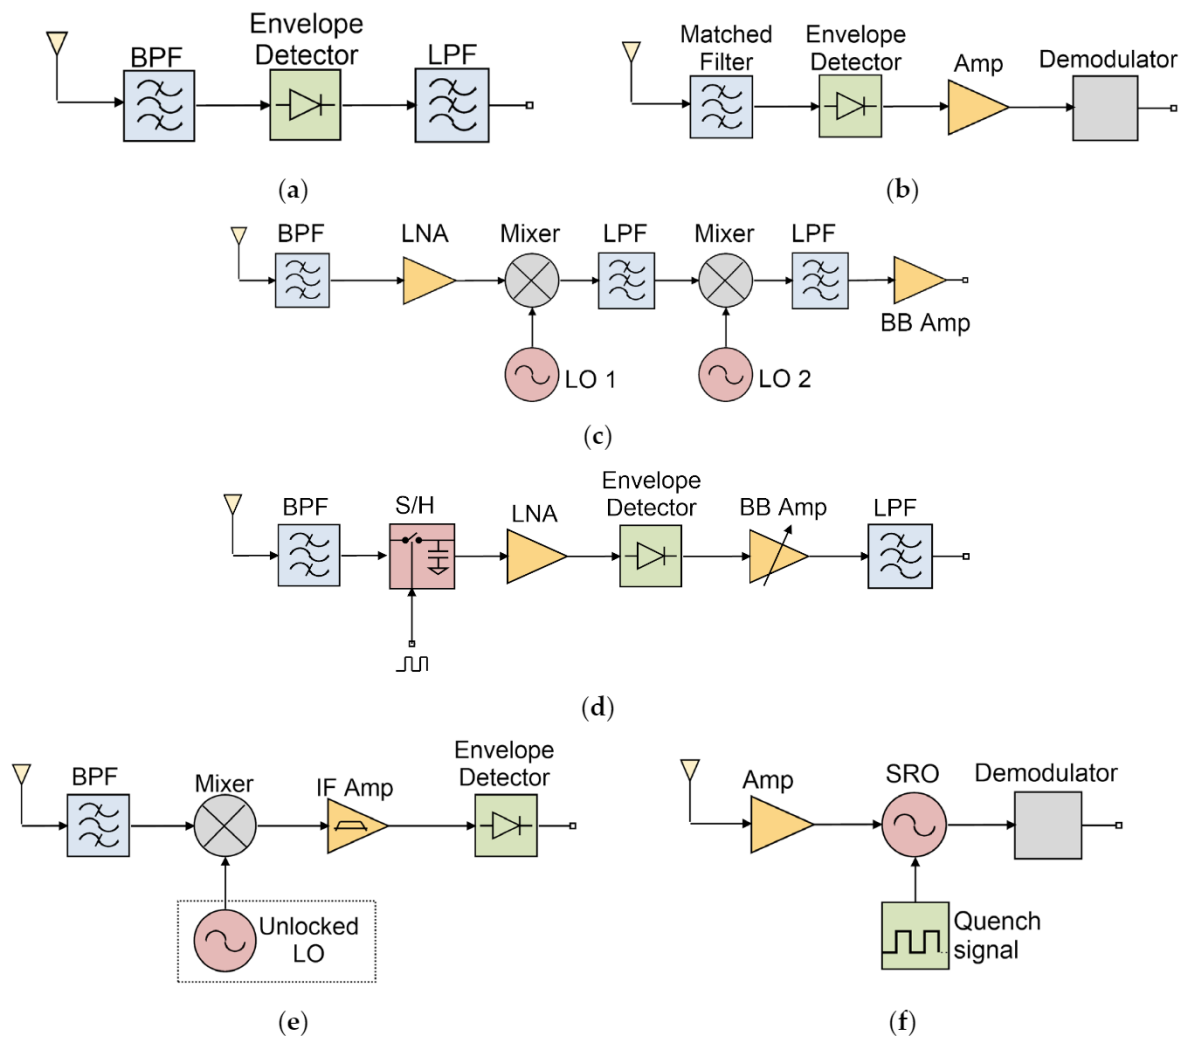 BPF
Envelope
Detector
LPF
(a)
Matched
Filter
Envelope
Detector
Amp
Demodulator
(b)
BPF
LNA
Mixer
LPF
Mixer
LPF
BB Amp
LO 1
LO 2
(c)
BPF
S/H
LNA
Envelope
Detector
BB Amp
LPF
(d)
BPF
Mixer
IF Amp
Envelope
Detector
Unlocked
LO
(e)
Amp
SRO
Demodulator
Quench
signal
(f)